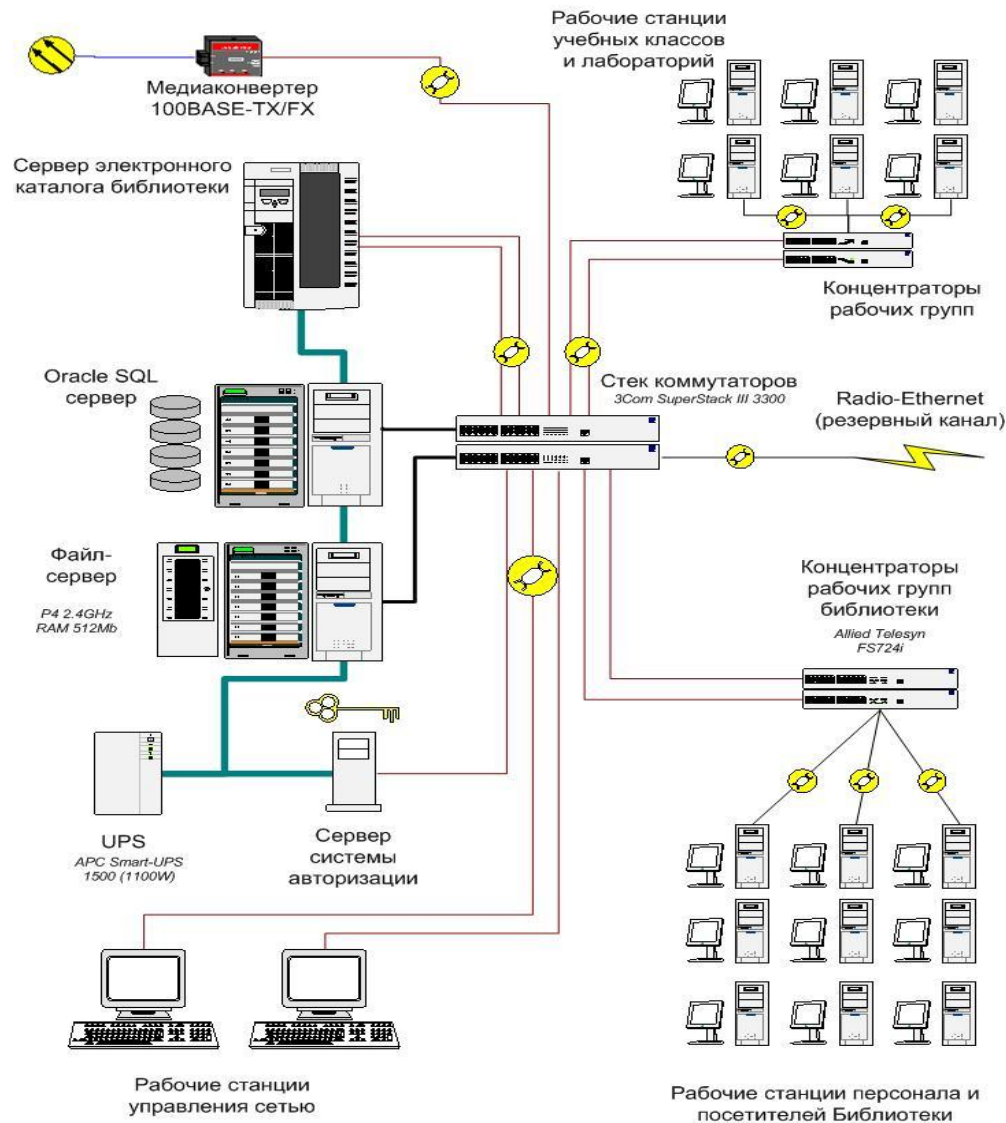 Рабочие станции
учебных классов
и лабораторий
Медиаконвертер
100BASE-TX/FX
Сервер электронного
каталога библиотеки
Концентраторы
рабочих групп
Oracle SQL
сервер
Стек коммутаторов
3Com SuperStack III 3300
Radio-Ethernet
(резервный канал)
Файл-
сервер
P4 2.4GHz
RAM 512Mb
Концентраторы
рабочих групп
библиотеки
Allied Telesyn
FS724i
UPS
APC Smart-UPS
1500 (1100W)
Сервер
системы
авторизации
Рабочие станции
управления сетью
Рабочие станции персонала и
посетителей Библиотеки